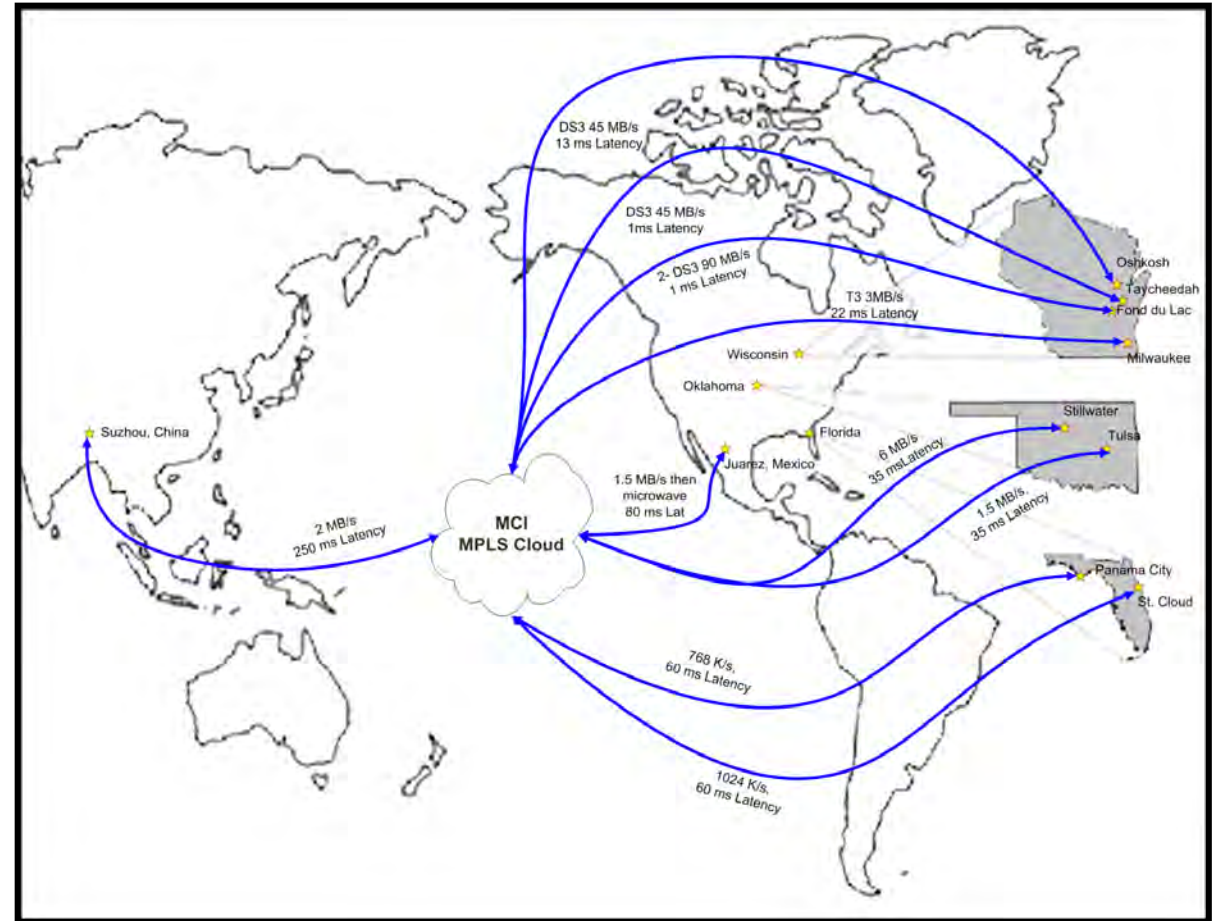 DS3 45 MB/s
13 ms Latency
DS3 45 MB/s
1ms Latency
2- DS3 90 MB/s
1 ms Latency
T3 3MB/s
22 ms Latency
Oshkosh
Taycheedah
Fond du Lac
Milwaukee
Wisconsin
Oklahoma
Florida
Juarez, Mexico
Stillwater
Tulsa
Suzhou, China
6 MB/s
35 msLatency
1.5 MB/s then
microwave
80 ms Lat
1.5 MB/s,
35 ms Latency
2 MB/s
250 ms Latency
MCI
MPLS Cloud
Panama City
St. Cloud
768 K/s,
60 ms Latency
1024 K/s,
60 ms Latency